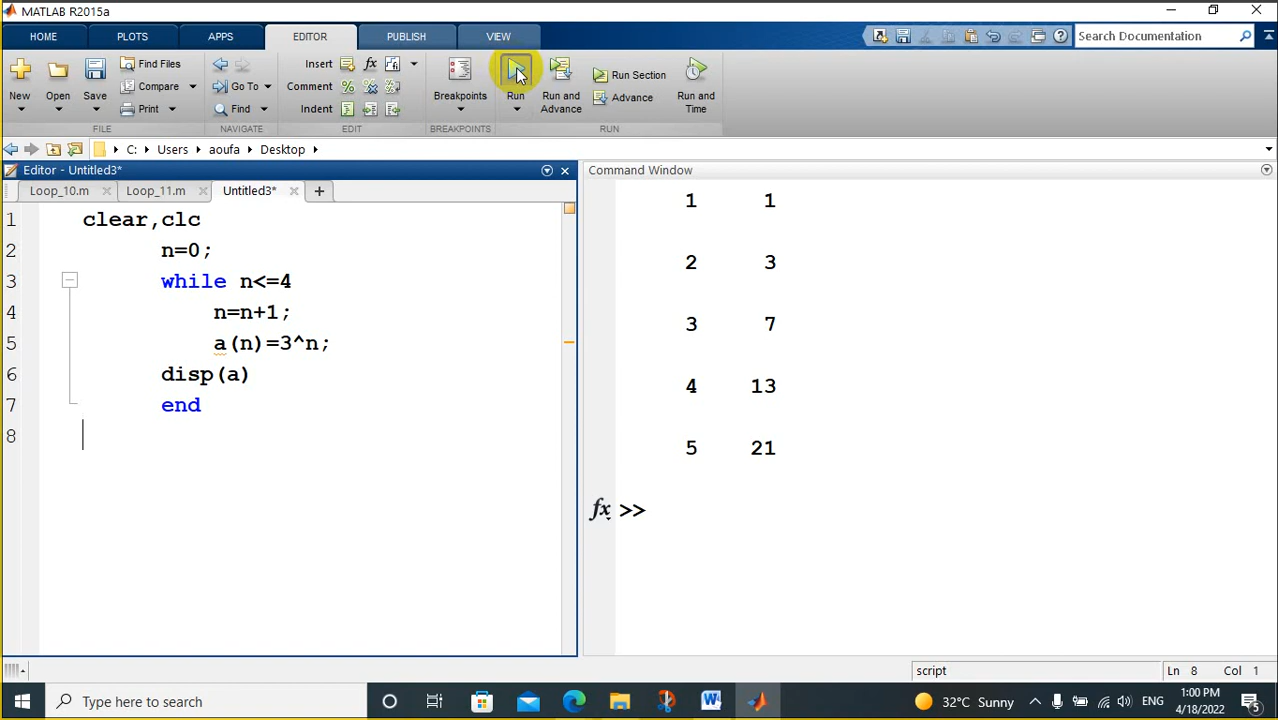 MATLAB R2015a
HOME PLOTS APPS EDITOR PUBLISH VIEW
Search Documentation
New Open Save Find Files Compare Print
Go To Find
Insert fx Comment Indent
Breakpoints Run Run and Advance Run Section Advance Run and Time
FILE NAVIGATE EDIT BREAKPOINTS RUN
C: Users aoufa Desktop
Editor - Untitled3*
Loop_10.m Loop_11.m Untitled3* +
1 clear,clc
2 n=0;
3 while n<=4
4 n=n+1;
5 a(n)=3^n;
6 disp(a)
7 end
8
Command Window
1 1
2 3
3 7
4 13
5 21
fx >>
script Ln 8 Col 1
Type here to search
32°C Sunny ENG 1:00 PM
4/18/2022 5